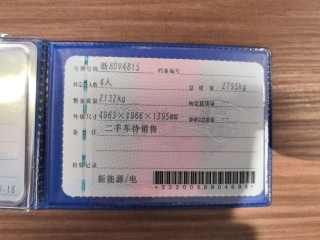 号牌号码 浙BDV4815 档案编号
核定载人数 4人 总质量 2795kg
整备质量 2137kg 核定载质量 --
外廓尺寸 4963×1966×1395mm 准牵引总质量 --
备注 二手车待销售
检验记录
新能源/电